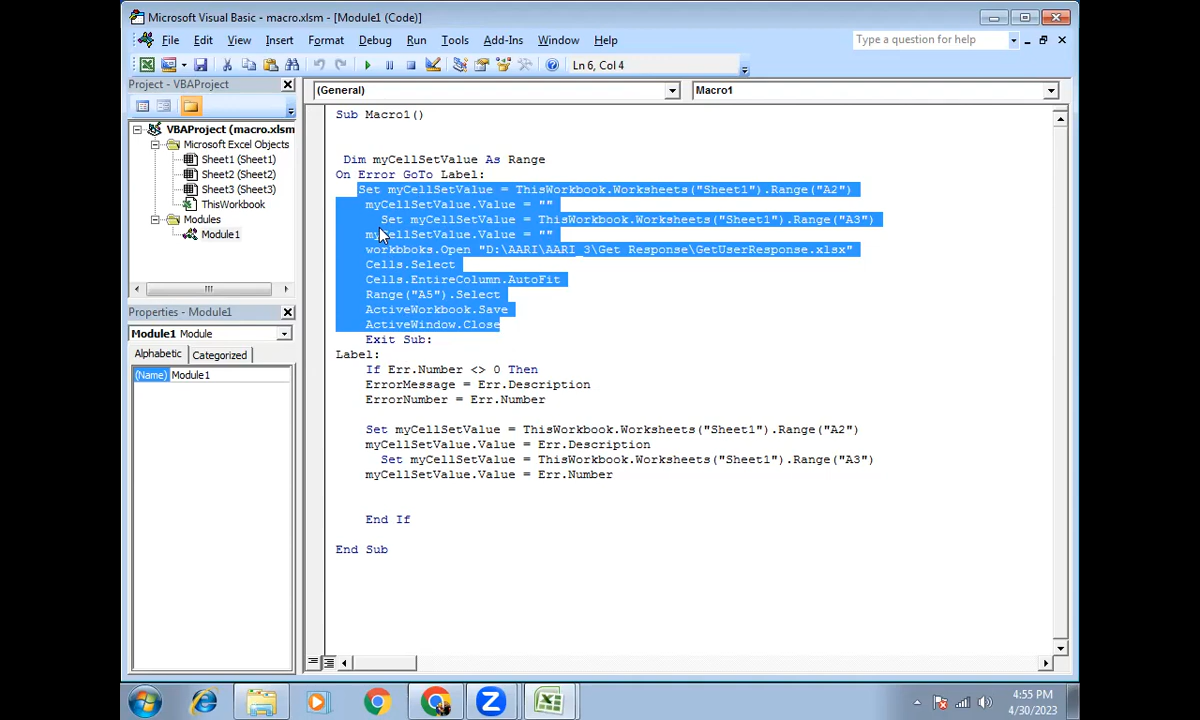 Microsoft Visual Basic - macro.xlsm - [Module1 (Code)]
File Edit View Insert Format Debug Run Tools Add-Ins Window Help
Type a question for help
Ln 6, Col 4
Project - VBAProject
(General)
Macro1
VBAProject (macro.xlsm
Microsoft Excel Objects
Sheet1 (Sheet1)
Sheet2 (Sheet2)
Sheet3 (Sheet3)
ThisWorkbook
Modules
Module1
Properties - Module1
Module1 Module
Alphabetic Categorized
(Name) Module1
Sub Macro1()
Dim myCellSetValue As Range
On Error GoTo Label:
Set myCellSetValue = ThisWorkbook.Worksheets("Sheet1").Range("A2")
myCellSetValue.Value = ""
Set myCellSetValue = ThisWorkbook.Worksheets("Sheet1").Range("A3")
myCellSetValue.Value = ""
workbboks.Open "D:\AARI\AARI_3\Get Response\GetUserResponse.xlsx"
Cells.Select
Cells.EntireColumn.AutoFit
Range("A5").Select
ActiveWorkbook.Save
ActiveWindow.Close
Exit Sub:
Label:
If Err.Number <> 0 Then
ErrorMessage = Err.Description
ErrorNumber = Err.Number
Set myCellSetValue = ThisWorkbook.Worksheets("Sheet1").Range("A2")
myCellSetValue.Value = Err.Description
Set myCellSetValue = ThisWorkbook.Worksheets("Sheet1").Range("A3")
myCellSetValue.Value = Err.Number
End If
End Sub
4:55 PM
4/30/2023